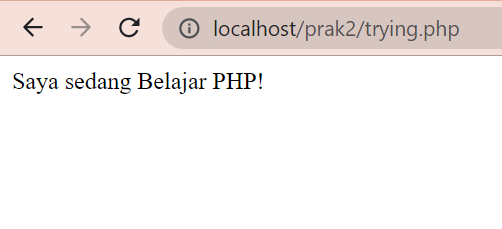 localhost/prak2/trying.php
Saya sedang Belajar PHP!